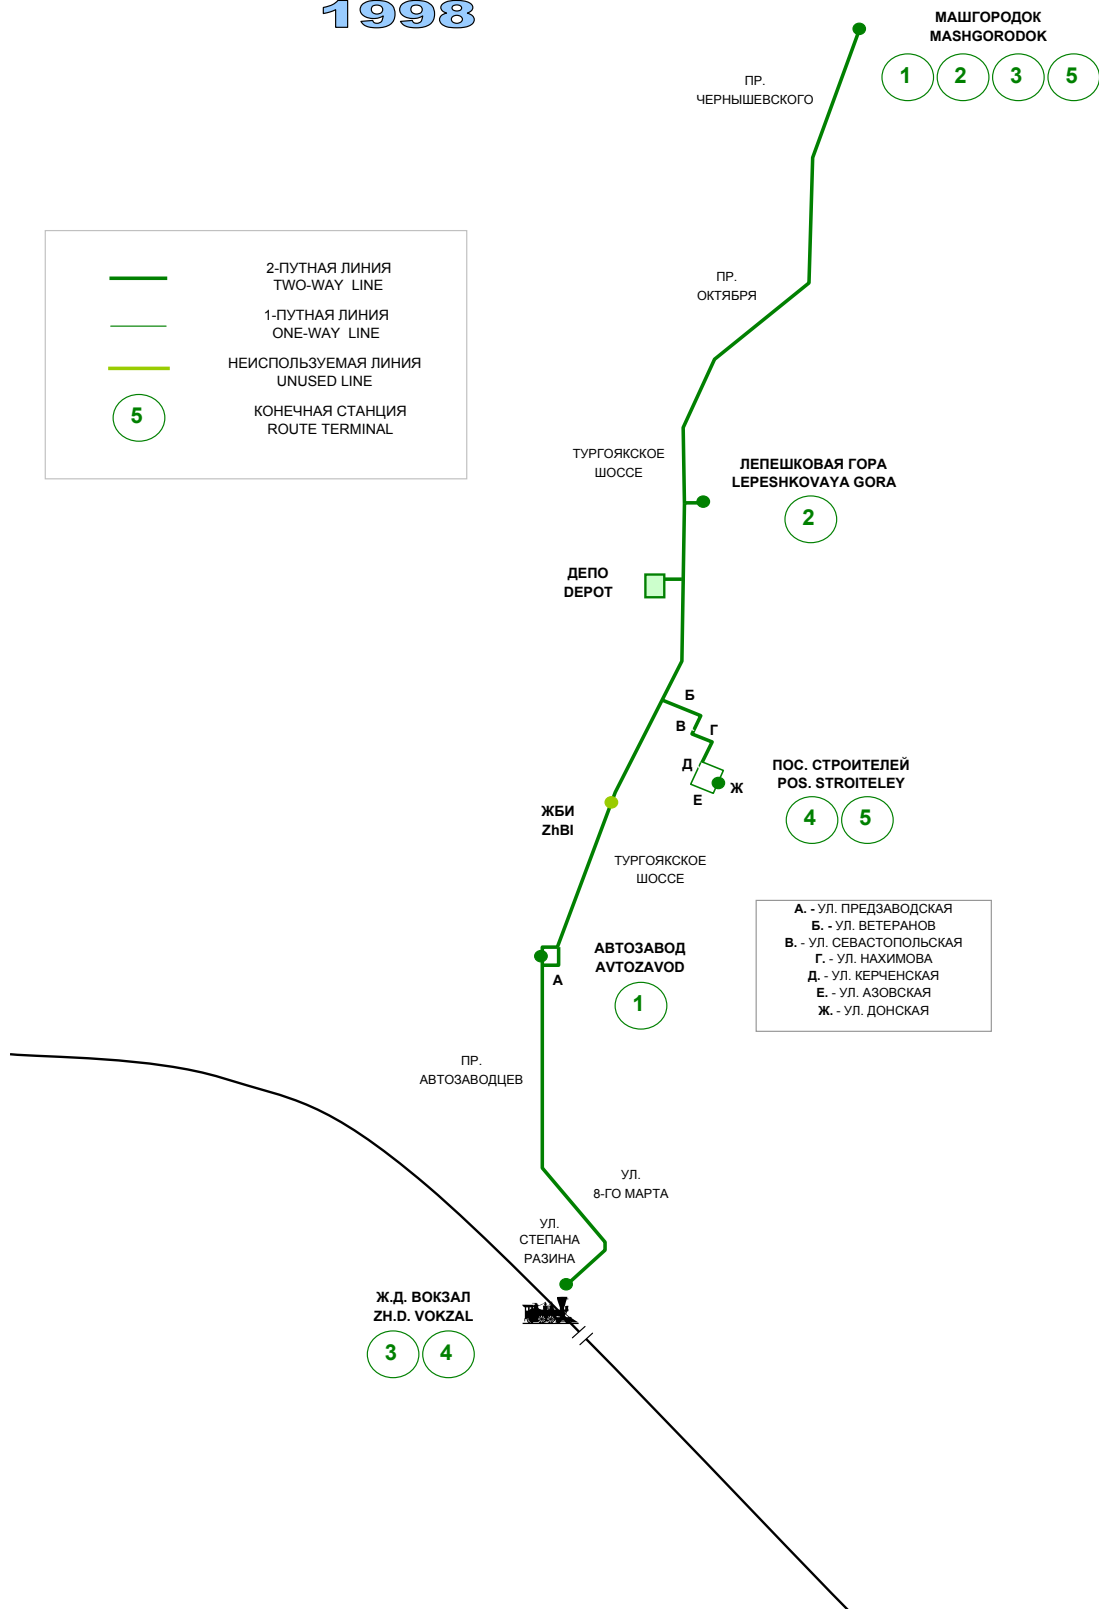 1998
МАШГОРОДОК
MASHGORODOK
1 2 3 5
ПР.
ЧЕРНЫШЕВСКОГО
2-ПУТНАЯ ЛИНИЯ
TWO-WAY LINE
1-ПУТНАЯ ЛИНИЯ
ONE-WAY LINE
НЕИСПОЛЬЗУЕМАЯ ЛИНИЯ
UNUSED LINE
5
КОНЕЧНАЯ СТАНЦИЯ
ROUTE TERMINAL
ПР.
ОКТЯБРЯ
ТУРГОЯКСКОЕ
ШОССЕ
ЛЕПЕШКОВАЯ ГОРА
LEPESHKOVAYA GORA
2
ДЕПО
DEPOT
Б
В
Г
Д
Е
Ж
ПОС. СТРОИТЕЛЕЙ
POS. STROITELEY
4 5
ЖБИ
ZhBI
ТУРГОЯКСКОЕ
ШОССЕ
А. - УЛ. ПРЕДЗАВОДСКАЯ
Б. - УЛ. ВЕТЕРАНОВ
В. - УЛ. СЕВАСТОПОЛЬСКАЯ
Г. - УЛ. НАХИМОВА
Д. - УЛ. КЕРЧЕНСКАЯ
Е. - УЛ. АЗОВСКАЯ
Ж. - УЛ. ДОНСКАЯ
АВТОЗАВОД
AVTOZAVOD
А
1
ПР.
АВТОЗАВОДЦЕВ
УЛ.
8-ГО МАРТА
УЛ.
СТЕПАНА
РАЗИНА
Ж.Д. ВОКЗАЛ
ZH.D. VOKZAL
3 4